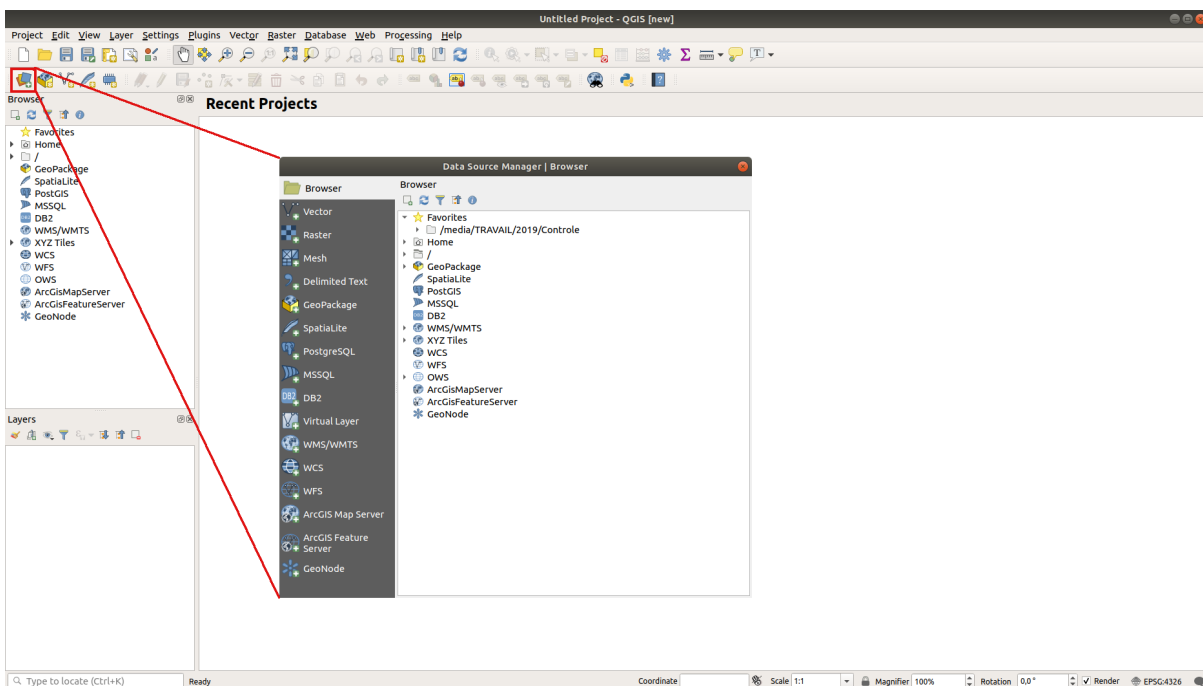 Untitled Project - QGIS [new]
Project Edit View Layer Settings Plugins Vector Raster Database Web Processing Help
Browser
Favorites
Home
/
GeoPackage
SpatiaLite
PostGIS
MSSQL
DB2
WMS/WMTS
XYZ Tiles
WCS
WFS
OWS
ArcGisMapServer
ArcGisFeatureServer
GeoNode
Layers
Recent Projects
Data Source Manager | Browser
Browser
Vector
Raster
Mesh
Delimited Text
GeoPackage
SpatiaLite
PostgreSQL
MSSQL
DB2
Virtual Layer
WMS/WMTS
WCS
WFS
ArcGIS Map Server
ArcGIS Feature
Server
GeoNode
Browser
Favorites
/media/TRAVAIL/2019/Controle
Home
/
GeoPackage
SpatiaLite
PostGIS
MSSQL
DB2
WMS/WMTS
XYZ Tiles
WCS
WFS
OWS
ArcGisMapServer
ArcGisFeatureServer
GeoNode
Type to locate (Ctrl+K) Ready Coordinate Scale 1:1 Magnifier 100% Rotation 0,0 ° Render EPSG:4326